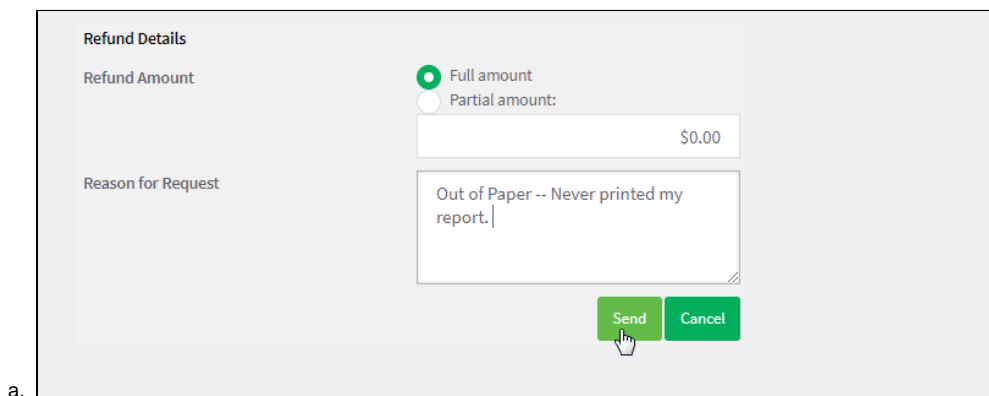 Refund Details
Refund Amount
Full amount
Partial amount:
$0.00
Reason for Request
Out of Paper -- Never printed my
report.
Send
Cancel
a.